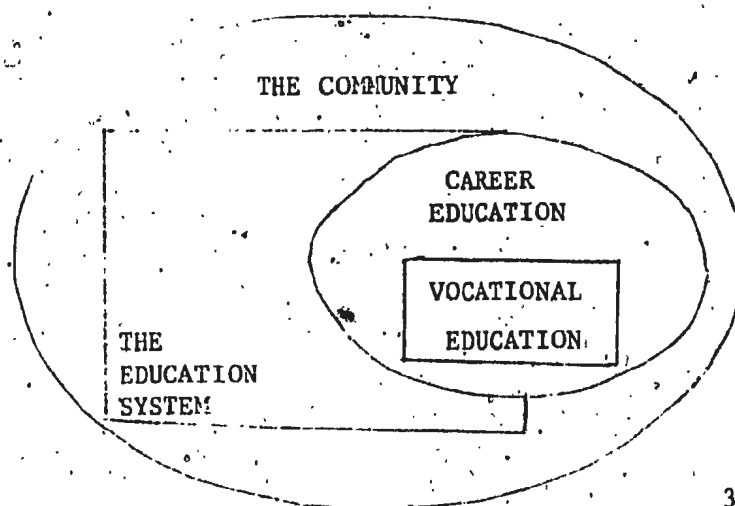 THE COMMUNITY
CAREER
EDUCATION
VOCATIONAL
EDUCATION
THE
EDUCATION
SYSTEM
3